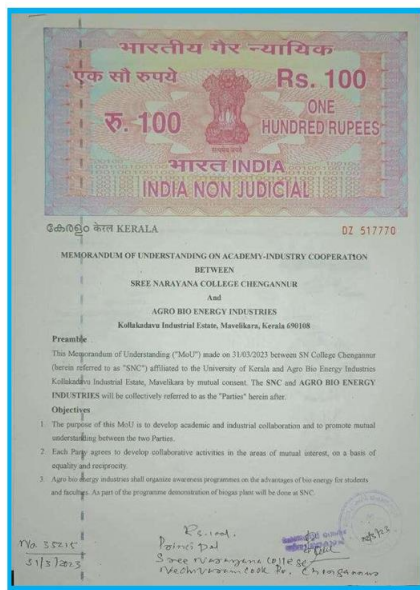 भारतीय गैर न्यायिक
एक सौ रुपये
Rs. 100
रु. 100
ONE
HUNDRED RUPEES
सत्यमेव जयते
भारत INDIA
INDIA NON JUDICIAL
കേരളം केरल KERALA
DZ 517770
MEMORANDUM OF UNDERSTANDING ON ACADEMY-INDUSTRY COOPERATION
BETWEEN
SREE NARAYANA COLLEGE CHENGANNUR
And
AGRO BIO ENERGY INDUSTRIES
Kollakadavu Industrial Estate, Mavelikara, Kerala 690108
Preamble
This Memorandum of Understanding ("MoU") made on 31/03/2023 between SN College Chengannur
(herein referred to as "SNC") affiliated to the University of Kerala and Agro Bio Energy Industries
Kollakadavu Industrial Estate, Mavelikara by mutual consent. The SNC and AGRO BIO ENERGY
INDUSTRIES will be collectively referred to as the "Parties" herein after.
Objectives
1 The purpose of this MoU is to develop academic and industrial collaboration and to promote mutual
understanding between the two Parties.
2 Each Party agrees to develop collaborative activities in the areas of mutual interest, on a basis of
equality and reciprocity.
3 Agro bio energy industries shall organize awareness programmes on the advantages of bio energy for students
and faculties. As part of the programme demonstration of biogas plant will be done at SNC.
No. 35215
31/3/2023
Rs. 100/.
Principal
Sree Narayana College
Chengannur